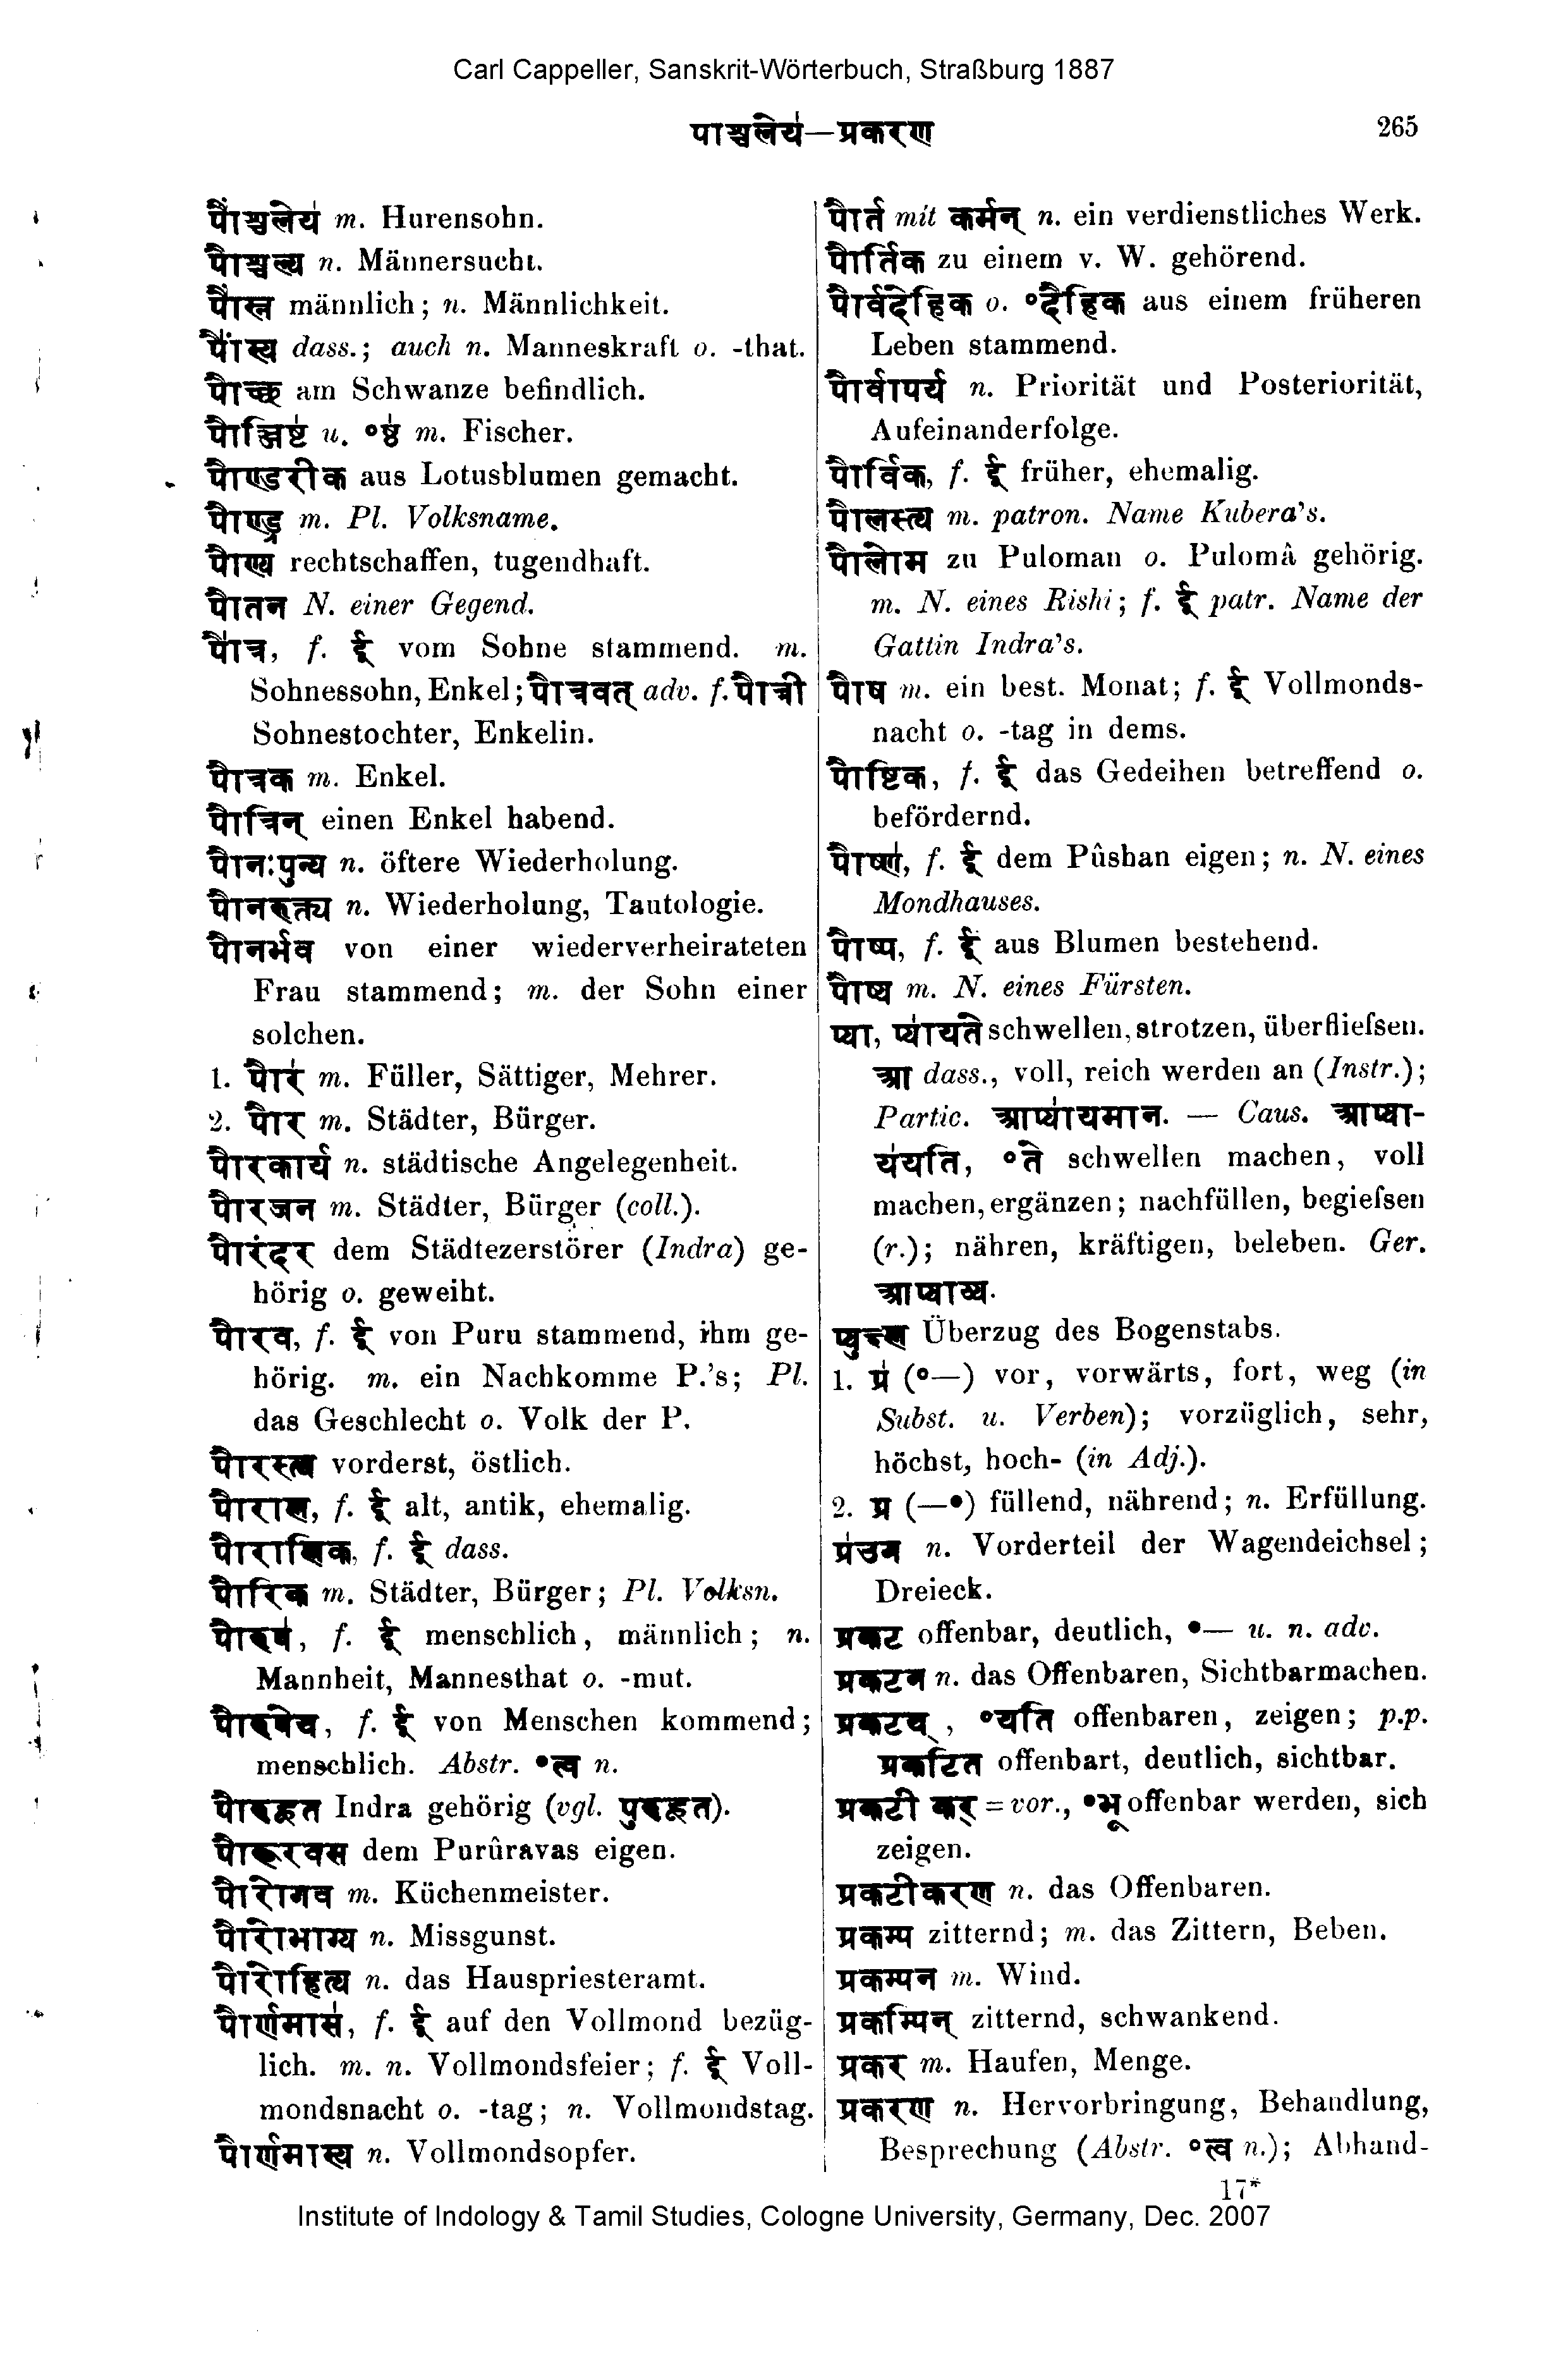 Carl Cappeller, Sanskrit-Wörterbuch, Straßburg 1887
265
पौंश्चलेय॑ m. Hurensohn.
पौंश्चल्य n. Männersucht.
पौंस्न männlich; n. Männlichkeit.
पौं॑स्य dass.; auch n. Manneskraft o. -that.
पौच्छ am Schwanze befindlich.
पौञ्जिष्ट॑ u. °ष्ठ॑ m. Fischer.
पौण्डरीक aus Lotusblumen gemacht.
पौण्ड्र m. Pl. Volksname.
पौण्य rechtschaffen, tugendhaft.
पौतन N. einer Gegend.
पौ॑त्र, f. ई vom Sohne stammend. m.
Sohnessohn, Enkel; पौत्रवत् adv. f. पौत्री
Sohnestochter, Enkelin.
पौत्रक m. Enkel.
पौत्रिन् einen Enkel habend.
पौनःपुन्य n. öftere Wiederholung.
पौनरुक्त्य n. Wiederholung, Tautologie.
पौनर्भव von einer wiederverheirateten
Frau stammend; m. der Sohn einer
solchen.
1. पौर॑ m. Füller, Sättiger, Mehrer.
2. पौर m. Städter, Bürger.
पौरकार्य n. städtische Angelegenheit.
पौरजन m. Städter, Bürger (coll.).
पौरंदर dem Städtezerstörer (Indra) ge-
hörig o. geweiht.
पौरव, f. ई von Puru stammend, ihm ge-
hörig. m. ein Nachkomme P.'s; Pl.
das Geschlecht o. Volk der P.
पौरस्त्य vorderst, östlich.
पौराण, f. ई alt, antik, ehemalig.
पौराणिक, f. ई dass.
पौरिक m. Städter, Bürger; Pl. Volksn.
पौरुष॑, f. ई menschlich, männlich; n.
Mannheit, Mannesthat o. -mut.
पौरुषेय, f. ई von Menschen kommend;
menschlich. Abstr. °त्व n.
पौरुहूत Indra gehörig (vgl. पुरुहूत).
पौरूरवस dem Purûravas eigen.
पौरोगव m. Küchenmeister.
पौरोभाग्य n. Missgunst.
पौरोहित्य n. das Hauspriesteramt.
पौर्णमास॑, f. ई auf den Vollmond bezüg-
lich. m. n. Vollmondsfeier; f. ई Voll-
mondsnacht o. -tag; n. Vollmondstag.
पौर्णमास्य n. Vollmondsopfer.
पौर्त mit कर्मन् n. ein verdienstliches Werk.
पौर्तिक zu einem v. W. gehörend.
पौर्वदेहिक o. °दैहिक aus einem früheren
Leben stammend.
पौर्वापर्य n. Priorität und Posteriorität,
Aufeinanderfolge.
पौर्विक, f. ई früher, ehemalig.
पौलस्त्य m. patron. Name Kubera's.
पौलोम zu Puloman o. Pulomâ gehörig.
m. N. eines Rishi; f. ई patr. Name der
Gattin Indra's.
पौष m. ein best. Monat; f. ई Vollmonds-
nacht o. -tag in dems.
पौष्टिक, f. ई das Gedeihen betreffend o.
befördernd.
पौष्ण॑, f. ई dem Pûshan eigen; n. N. eines
Mondhauses.
पौष्प, f. ई aus Blumen bestehend.
पौष्य m. N. eines Fürsten.
प्या, प्या॑यते schwellen, strotzen, überfliefsen.
आ dass., voll, reich werden an (Instr.);
Partic. आप्या॑यमान. — Caus. आप्या-
य॑यति, °ते schwellen machen, voll
machen, ergänzen; nachfüllen, begiefsen
(r.); nähren, kräftigen, beleben. Ger.
आप्याय्य.
प्युक्ष्ण Überzug des Bogenstabs.
1. प्र॑ (°—) vor, vorwärts, fort, weg (in
Subst. u. Verben); vorzüglich, sehr,
höchst, hoch- (in Adj.).
2. प्र (—°) füllend, nährend; n. Erfüllung.
प्र॑उग n. Vorderteil der Wagendeichsel;
Dreieck.
प्रकट offenbar, deutlich, °— u. n. adv.
प्रकटन n. das Offenbaren, Sichtbarmachen.
प्रकटय्, °यति offenbaren, zeigen; p.p.
प्रकटित offenbart, deutlich, sichtbar.
प्रकटी कर् = vor., °भू offenbar werden, sich
zeigen.
प्रकटीकरण n. das Offenbaren.
प्रकम्प zitternd; m. das Zittern, Beben.
प्रकम्पन m. Wind.
प्रकम्पिन् zitternd, schwankend.
प्रकर m. Haufen, Menge.
प्रकरण n. Hervorbringung, Behandlung,
Besprechung (Abstr. °त्व n.); Abhand-
17*
Institute of Indology & Tamil Studies, Cologne University, Germany, Dec. 2007